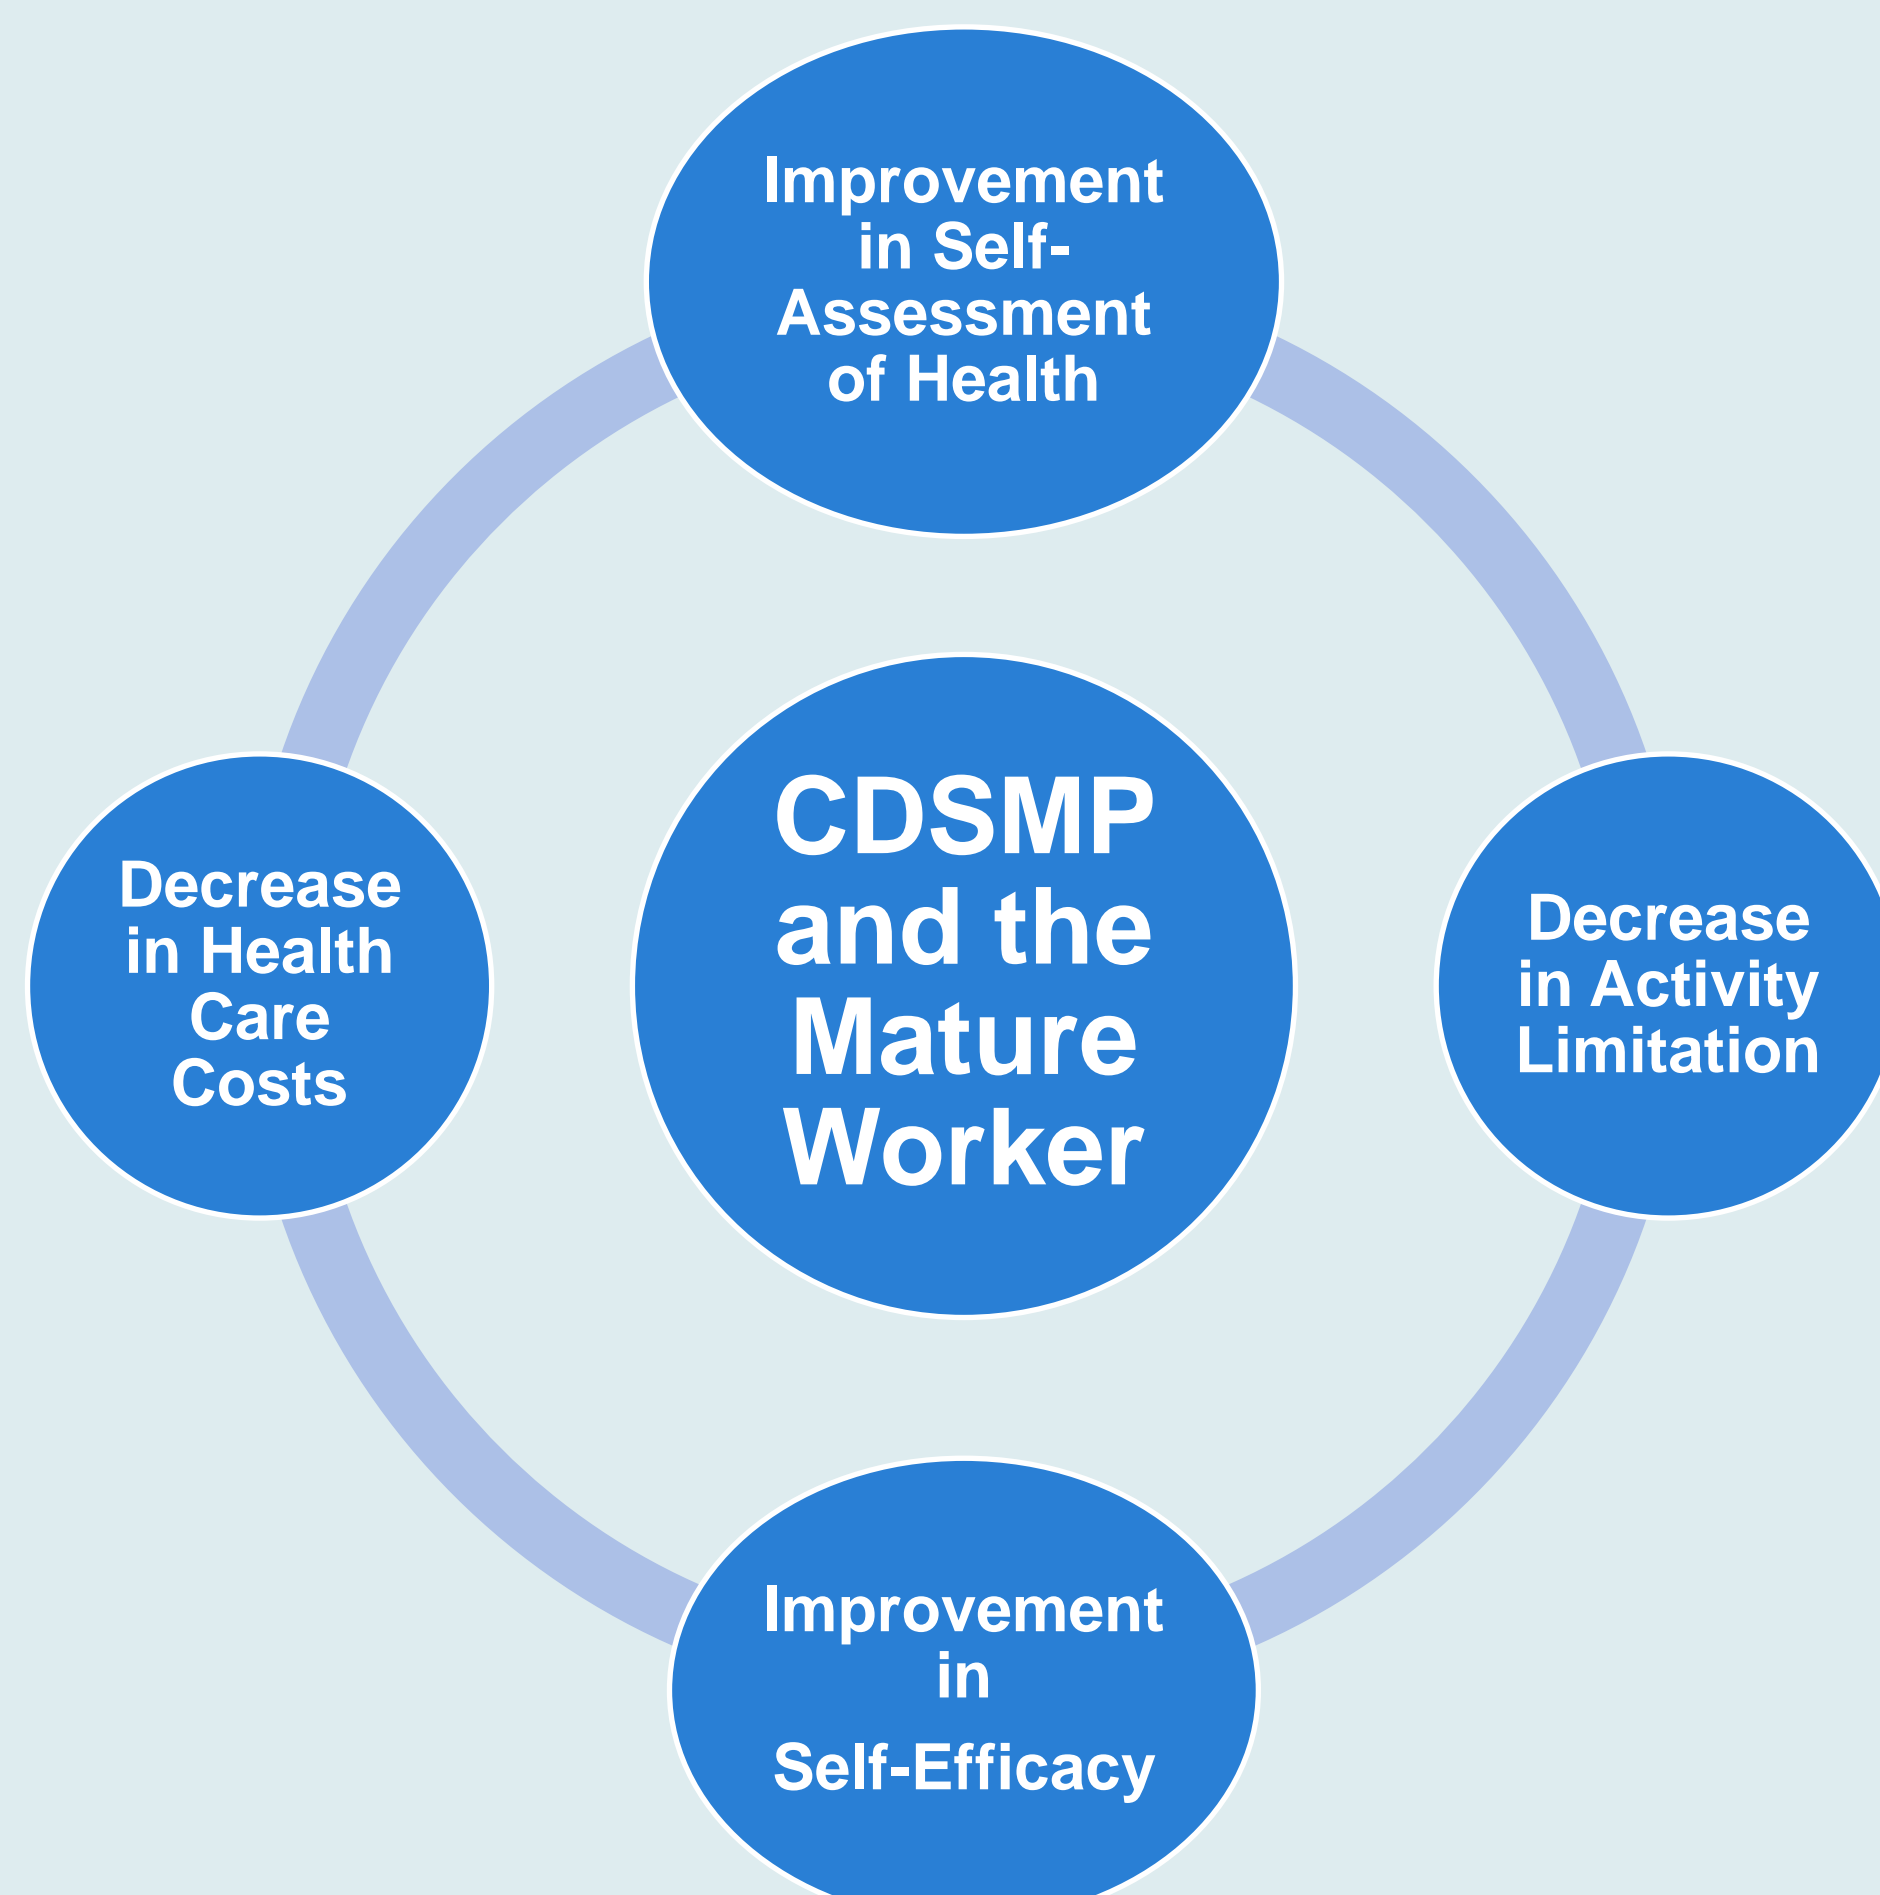 Improvement
in Self-
Assessment
of Health
CDSMP
and the
Mature
Worker
Decrease
in Health
Care
Costs
Decrease
in Activity
Limitation
Improvement
in
Self-Efficacy